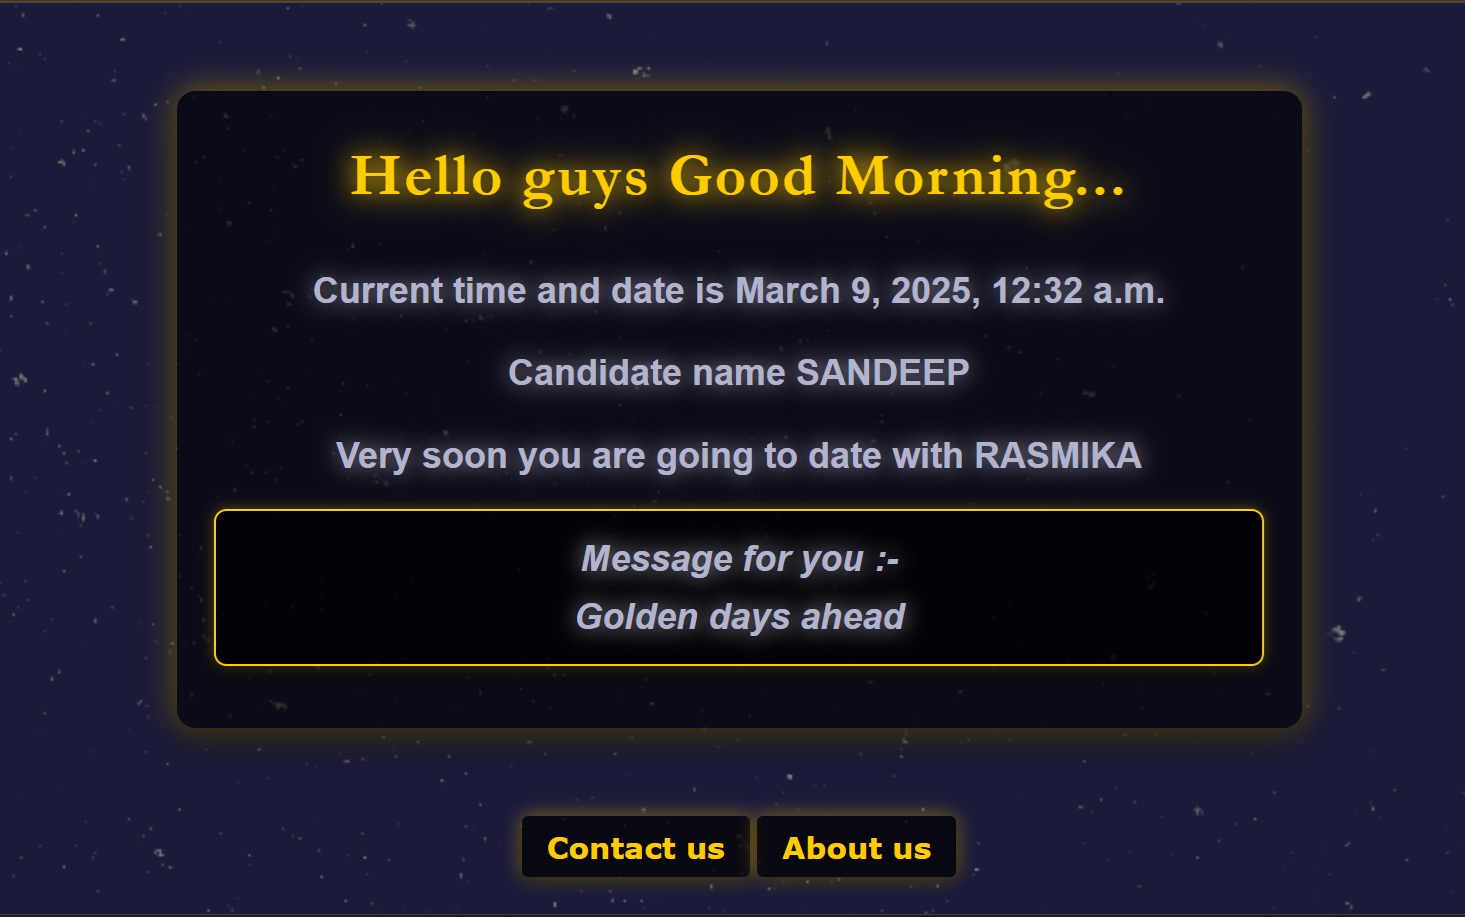 Hello guys Good Morning...
Current time and date is March 9, 2025, 12:32 a.m.
Candidate name SANDEEP
Very soon you are going to date with RASMIKA
Message for you :-
Golden days ahead
Contact us
About us